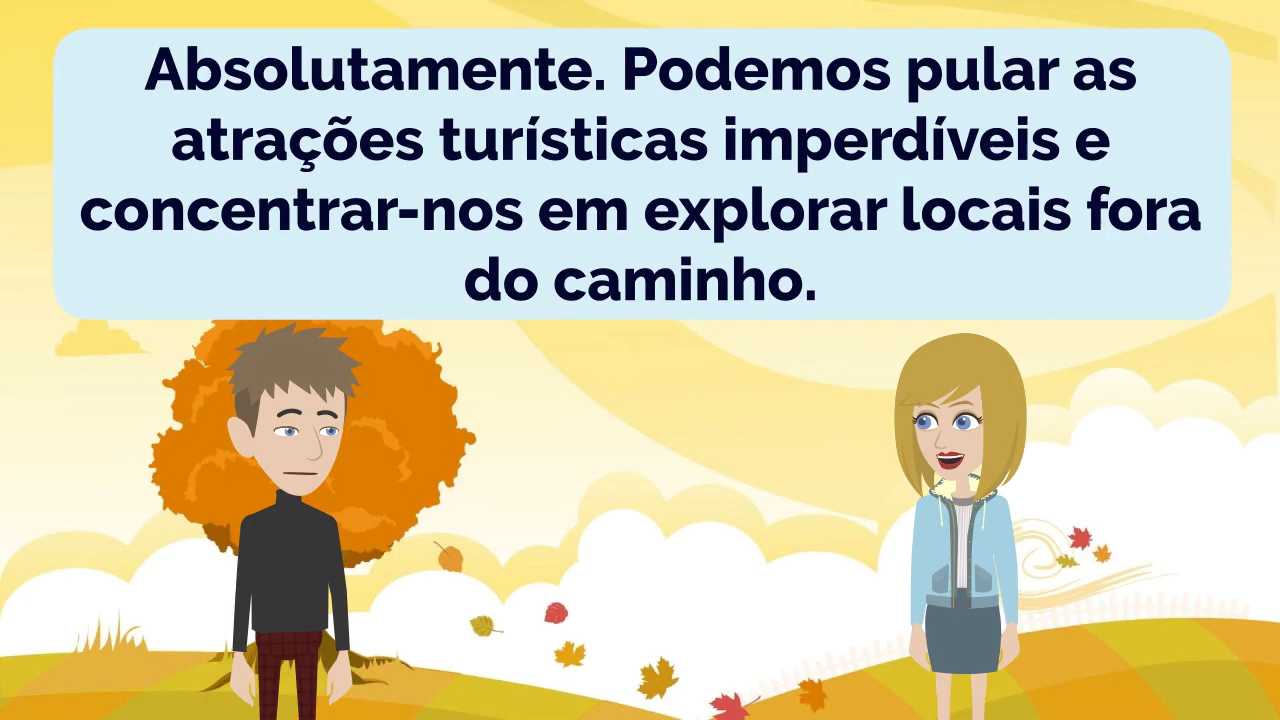 Absolutamente. Podemos pular as
atrações turísticas imperdíveis e
concentrar-nos em explorar locais fora
do caminho.